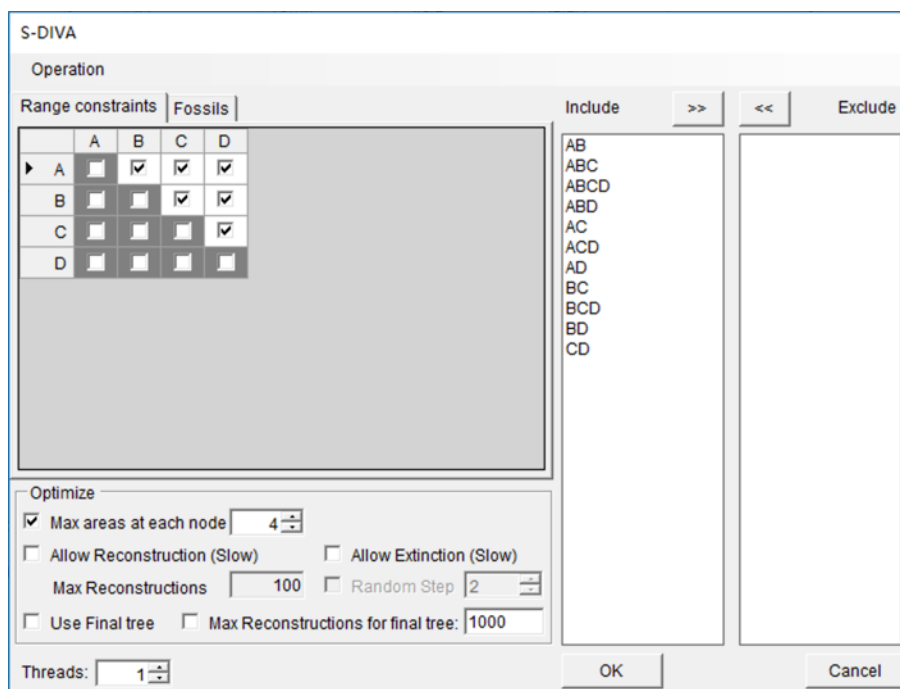 S-DIVA
Operation
Range constraints Fossils
A B C D
A
B
C
D
Include >> << Exclude
AB
ABC
ABCD
ABD
AC
ACD
AD
BC
BCD
BD
CD
Optimize
Max areas at each node 4
Allow Reconstruction (Slow) Allow Extinction (Slow)
Max Reconstructions 100 Random Step 2
Use Final tree Max Reconstructions for final tree: 1000
Threads: 1
OK Cancel